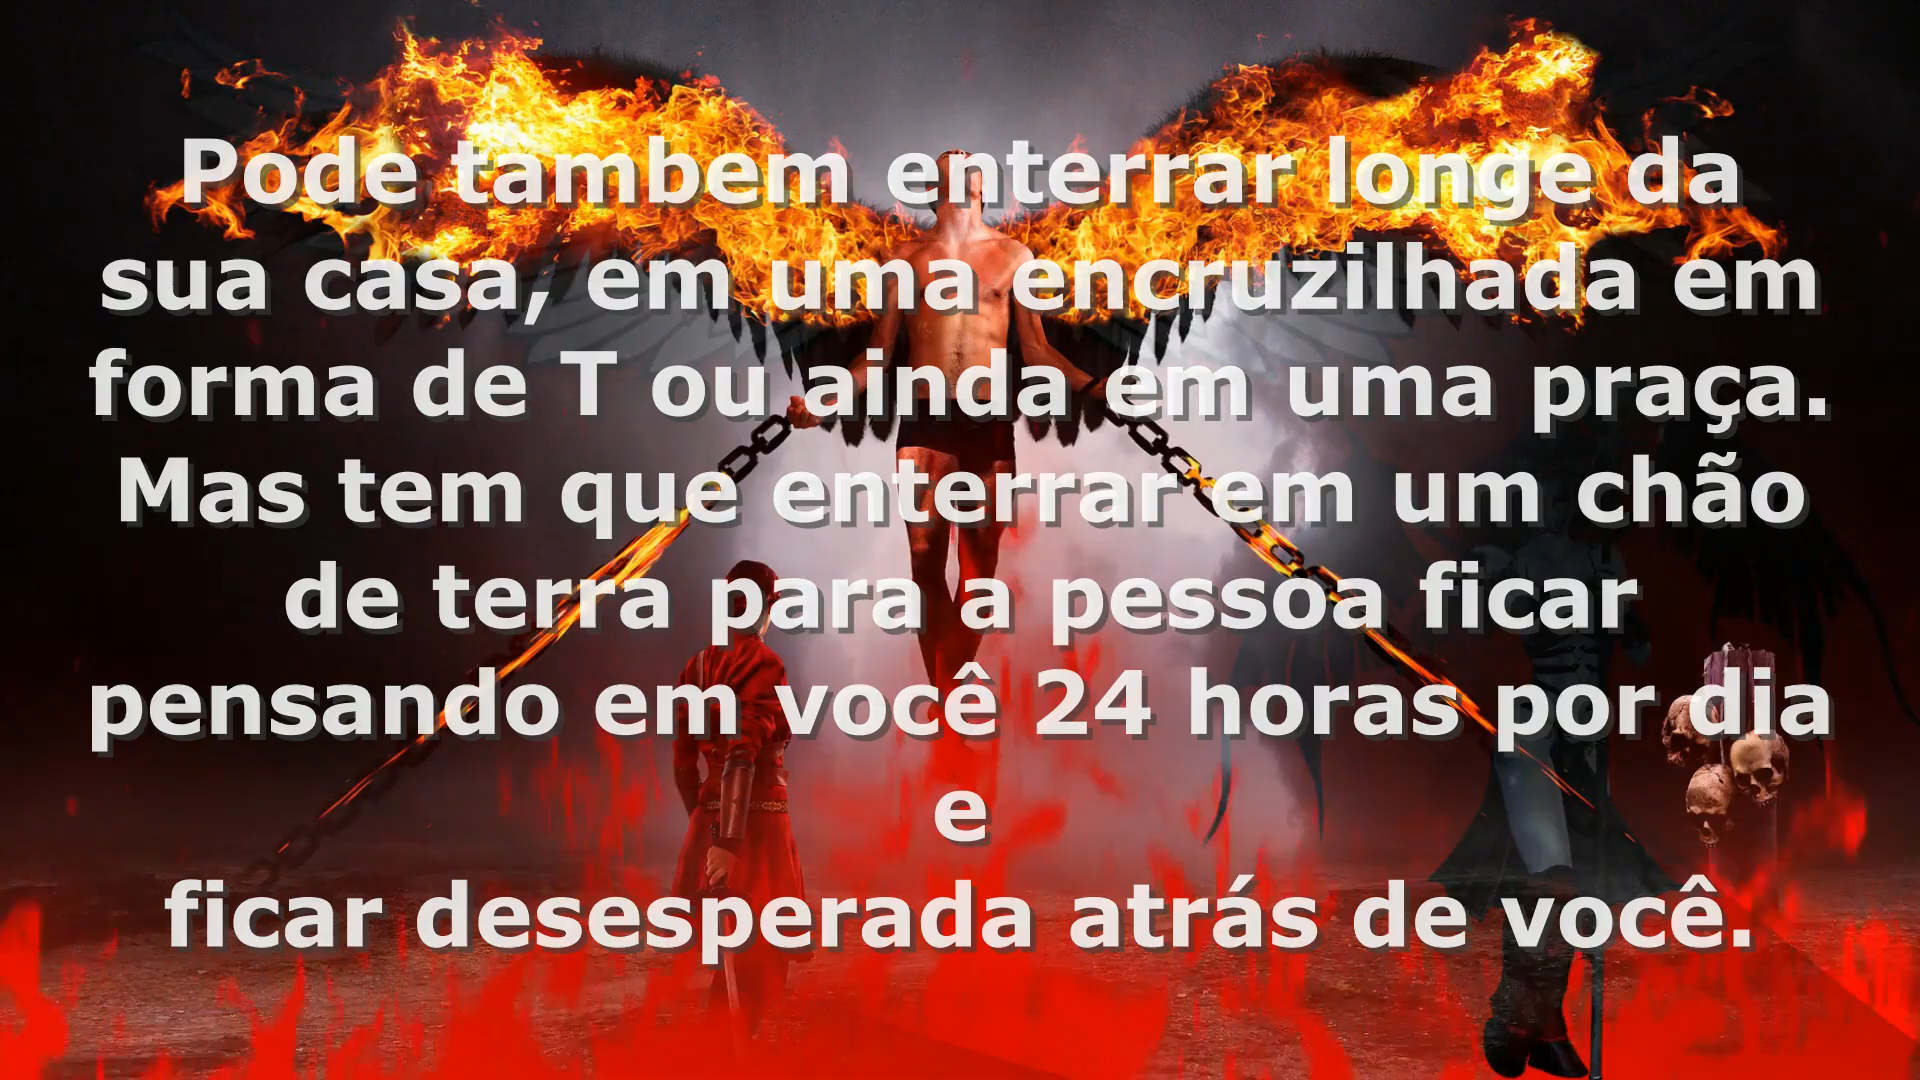 Pode tambem enterrar longe da
sua casa, em uma encruzilhada em
forma de T ou ainda em uma praça.
Mas tem que enterrar em um chão
de terra para a pessoa ficar
pensando em você 24 horas por dia
e
ficar desesperada atrás de você.